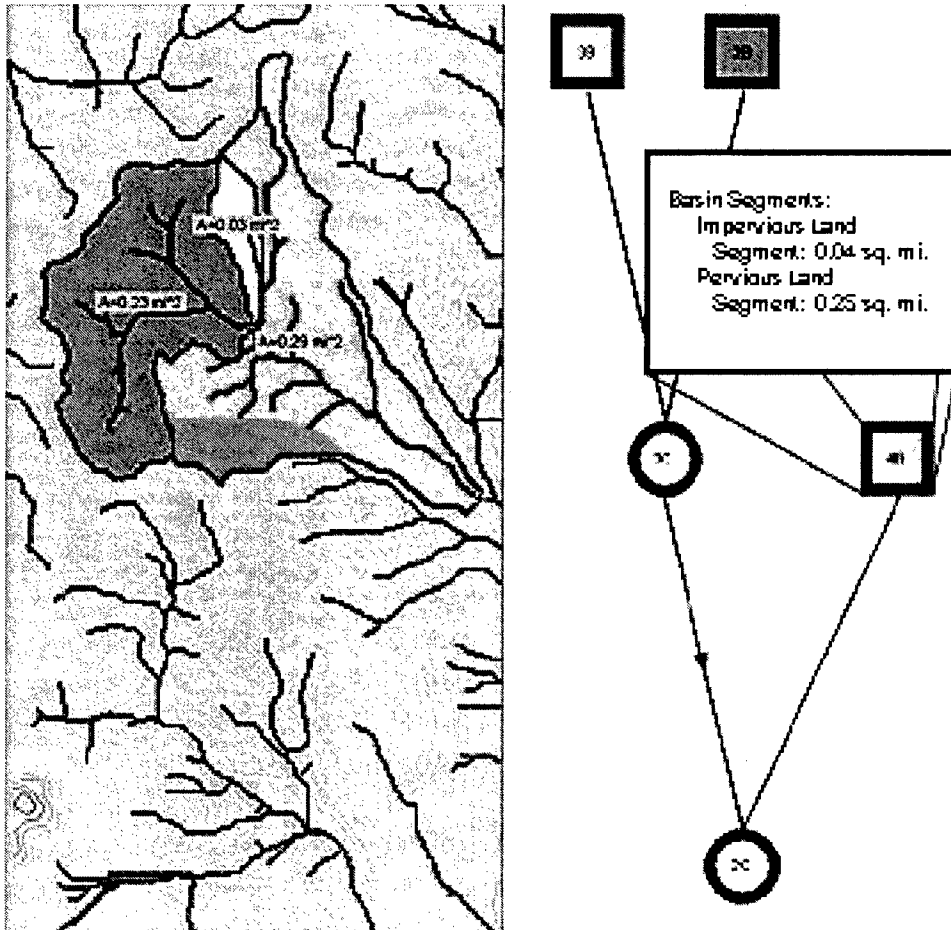 A=0.03 mi^2
A=0.23 mi^2
A=0.29 mi^2
Basin Segments:
Impervious Land
Segment: 0.04 sq. mi.
Pervious Land
Segment: 0.25 sq. mi.